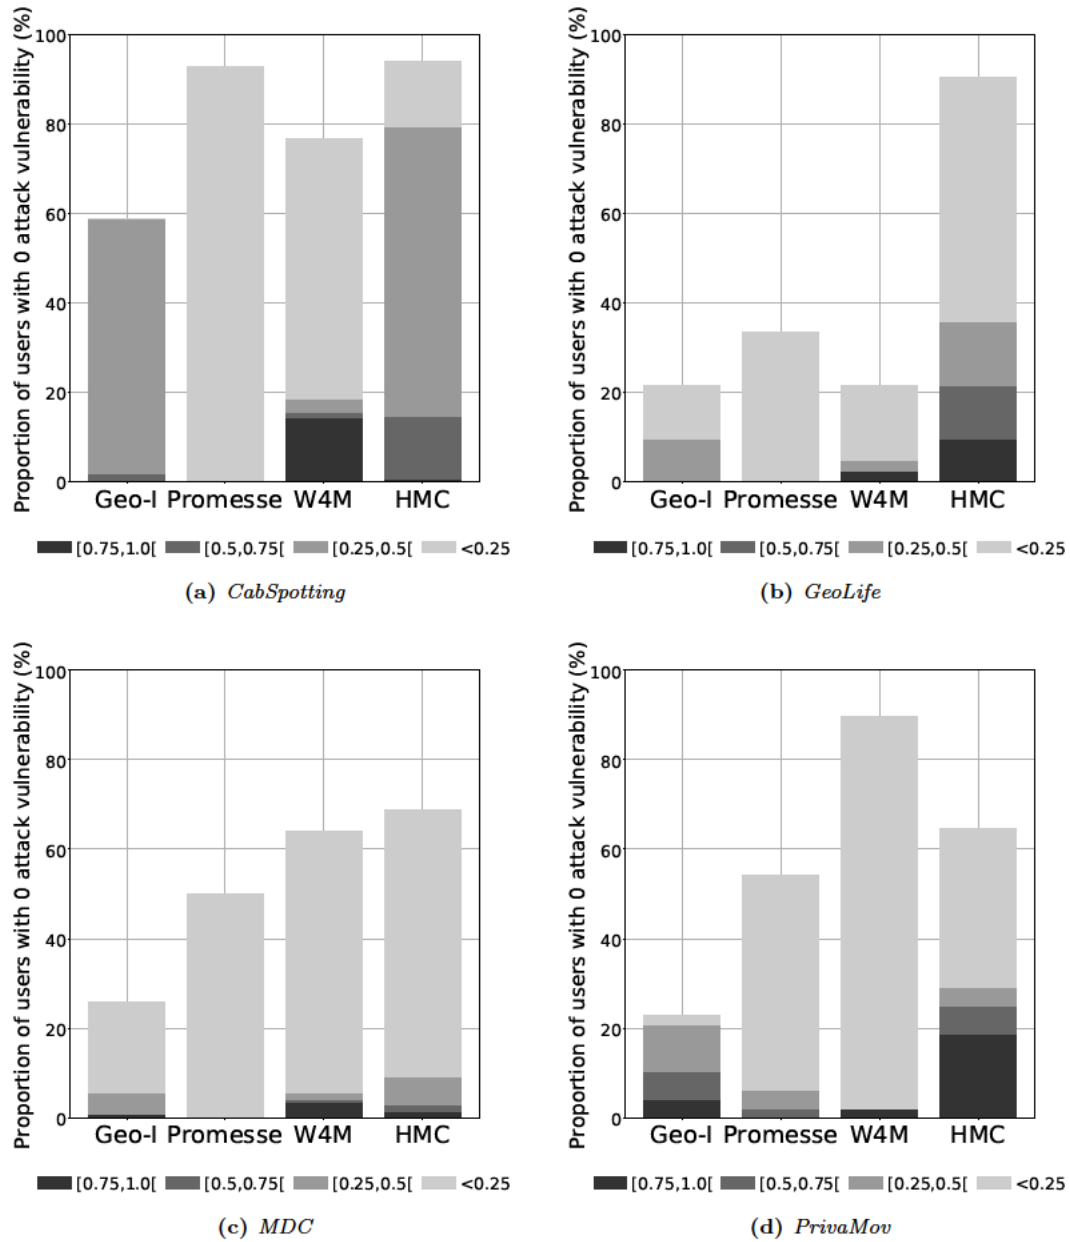 Proportion of users with 0 attack vulnerability (%)
100
80
60
40
20
0
Geo-I Promesse W4M HMC
[0.75,1.0[ [0.5,0.75[ [0.25,0.5[ <0.25
(a) CabSpotting
Proportion of users with 0 attack vulnerability (%)
100
80
60
40
20
0
Geo-I Promesse W4M HMC
[0.75,1.0[ [0.5,0.75[ [0.25,0.5[ <0.25
(b) GeoLife
Proportion of users with 0 attack vulnerability (%)
100
80
60
40
20
0
Geo-I Promesse W4M HMC
[0.75,1.0[ [0.5,0.75[ [0.25,0.5[ <0.25
(c) MDC
Proportion of users with 0 attack vulnerability (%)
100
80
60
40
20
0
Geo-I Promesse W4M HMC
[0.75,1.0[ [0.5,0.75[ [0.25,0.5[ <0.25
(d) PrivaMov